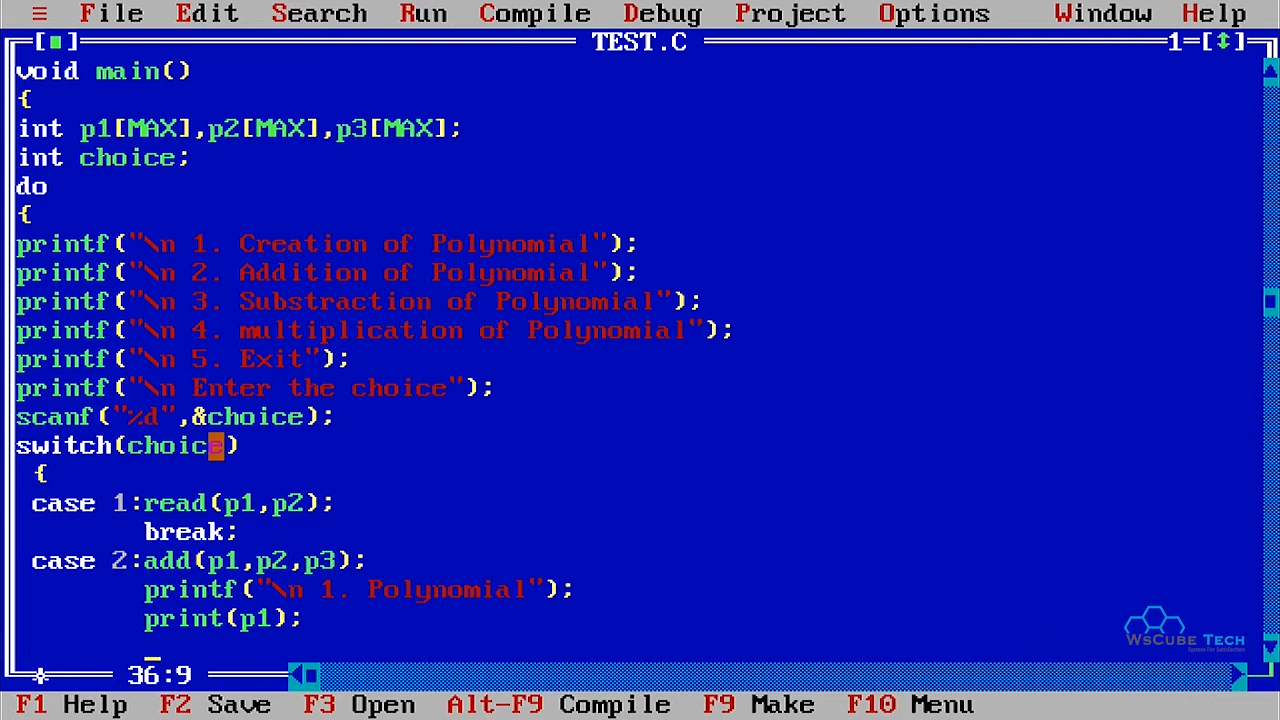 ≡ File Edit Search Run Compile Debug Project Options Window Help
[■] TEST.C 1=[↕]
void main()
{
int p1[MAX],p2[MAX],p3[MAX];
int choice;
do
{
printf("\n 1. Creation of Polynomial");
printf("\n 2. Addition of Polynomial");
printf("\n 3. Substraction of Polynomial");
printf("\n 4. multiplication of Polynomial");
printf("\n 5. Exit");
printf("\n Enter the choice");
scanf("%d",&choice);
switch(choice)
{
case 1:read(p1,p2);
break;
case 2:add(p1,p2,p3);
printf("\n 1. Polynomial");
print(p1);
WsCube Tech
System For Satisfaction
36:9
F1 Help F2 Save F3 Open Alt-F9 Compile F9 Make F10 Menu